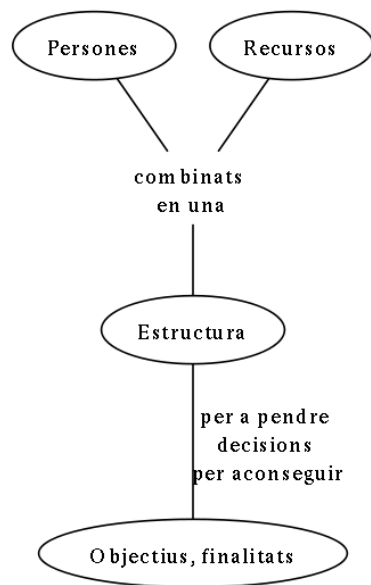 Persones
Recursos
combinats
en una
Estructura
per a pendre
decisions
per aconseguir
Objectius, finalitats